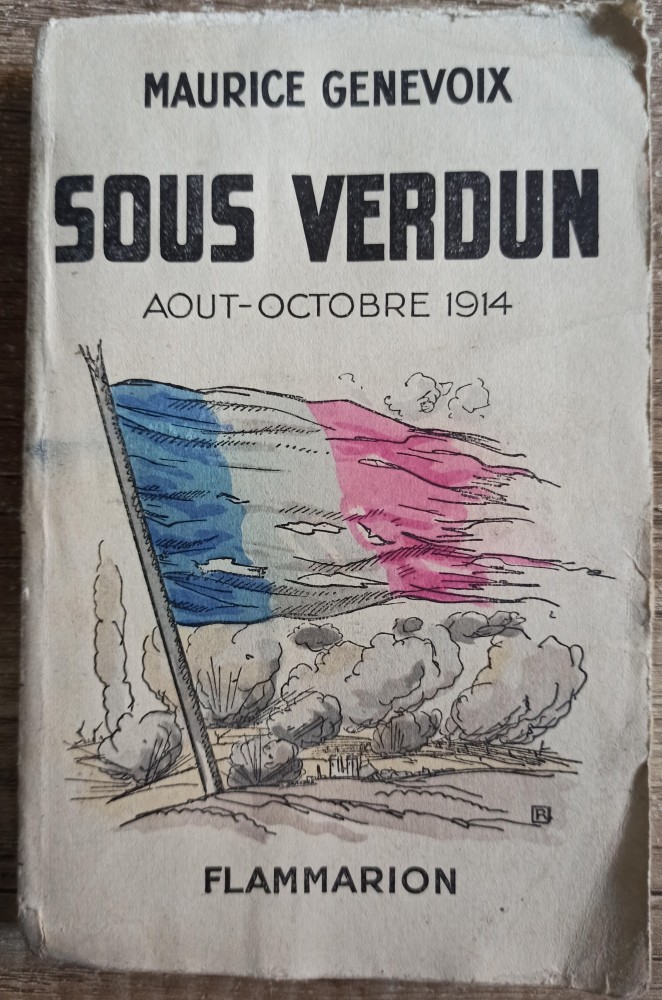 MAURICE GENEVOIX
SOUS VERDUN
AOUT-OCTOBRE 1914
R
FLAMMARION